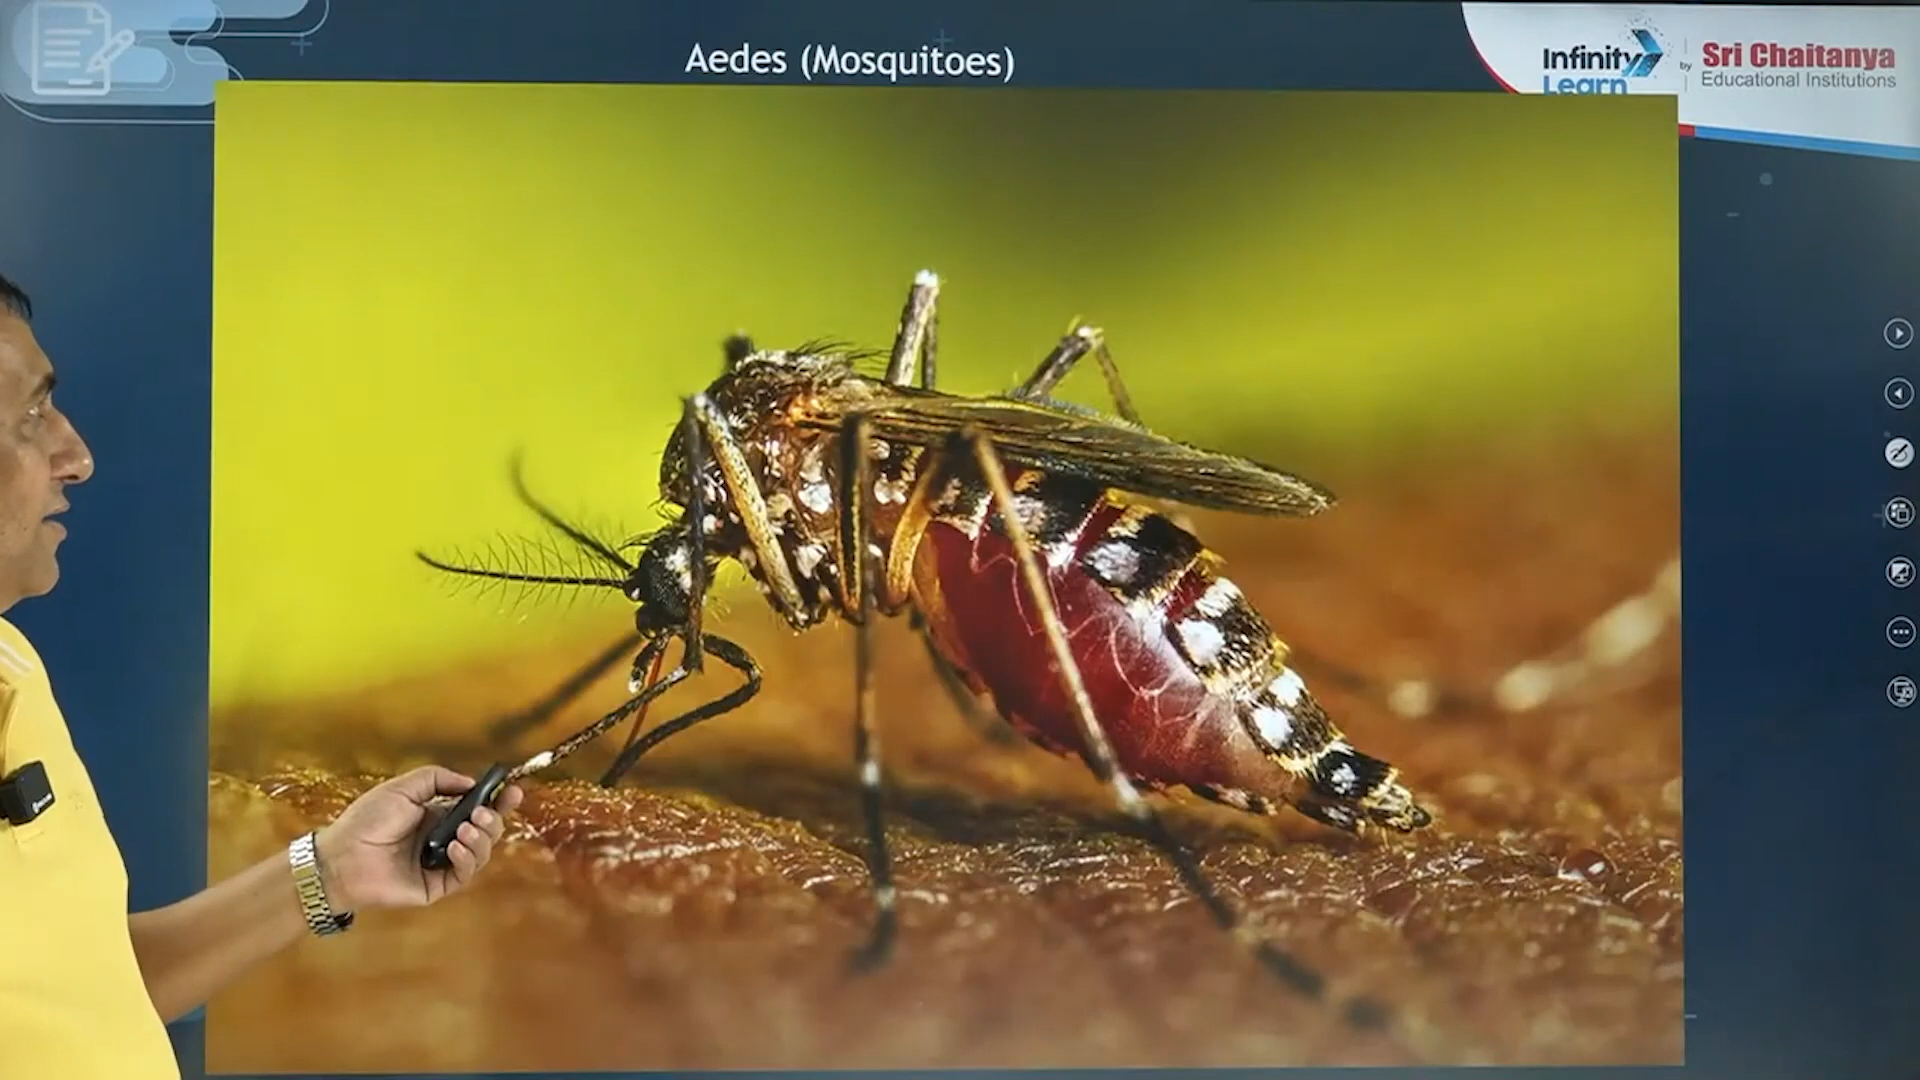 Aedes (Mosquitoes)
Infinity
Learn
by
Sri Chaitanya
Educational Institutions